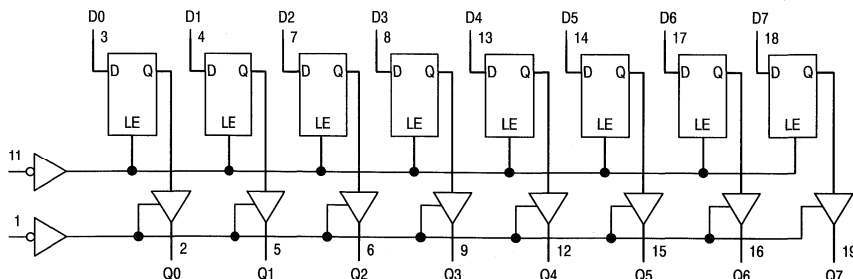 D0 D1 D2 D3 D4 D5 D6 D7
3 4 7 8 13 14 17 18
D Q D Q D Q D Q D Q D Q D Q D Q
LE LE LE LE LE LE LE LE
11
1
2 5 6 9 12 15 16 19
Q0 Q1 Q2 Q3 Q4 Q5 Q6 Q7